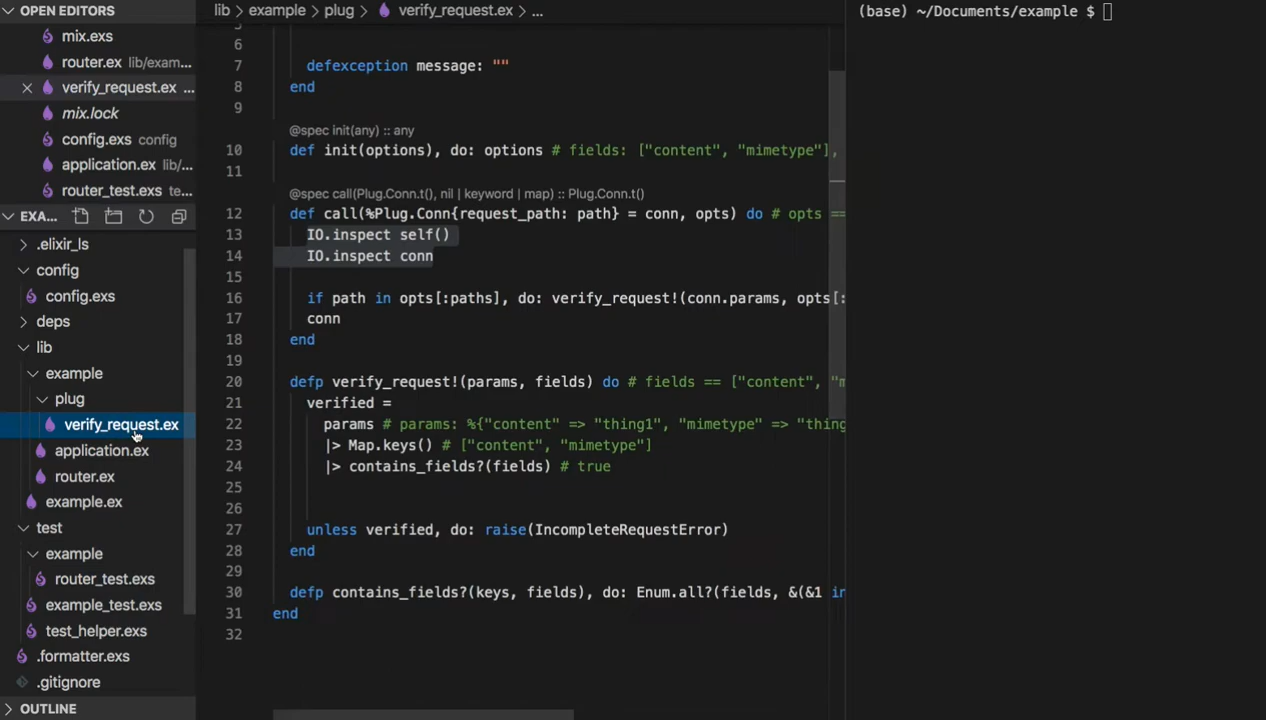 OPEN EDITORS
mix.exs
router.ex lib/exam...
verify_request.ex ...
mix.lock
config.exs config
application.ex lib/...
router_test.exs te...
EXA...
.elixir_ls
config
config.exs
deps
lib
example
plug
verify_request.ex
application.ex
router.ex
example.ex
test
example
router_test.exs
example_test.exs
test_helper.exs
.formatter.exs
.gitignore
OUTLINE
lib > example > plug > verify_request.ex > ...
6
7 defexception message: ""
8 end
9
@spec init(any) :: any
10 def init(options), do: options # fields: ["content", "mimetype"],
11
@spec call(Plug.Conn.t(), nil | keyword | map) :: Plug.Conn.t()
12 def call(%Plug.Conn{request_path: path} = conn, opts) do # opts ==
13 IO.inspect self()
14 IO.inspect conn
15
16 if path in opts[:paths], do: verify_request!(conn.params, opts[:
17 conn
18 end
19
20 defp verify_request!(params, fields) do # fields == ["content", "m
21 verified =
22 params # params: %{"content" => "thing1", "mimetype" => "thing
23 |> Map.keys() # ["content", "mimetype"]
24 |> contains_fields?(fields) # true
25
26
27 unless verified, do: raise(IncompleteRequestError)
28 end
29
30 defp contains_fields?(keys, fields), do: Enum.all?(fields, &(&1 in
31 end
32
(base) ~/Documents/example $